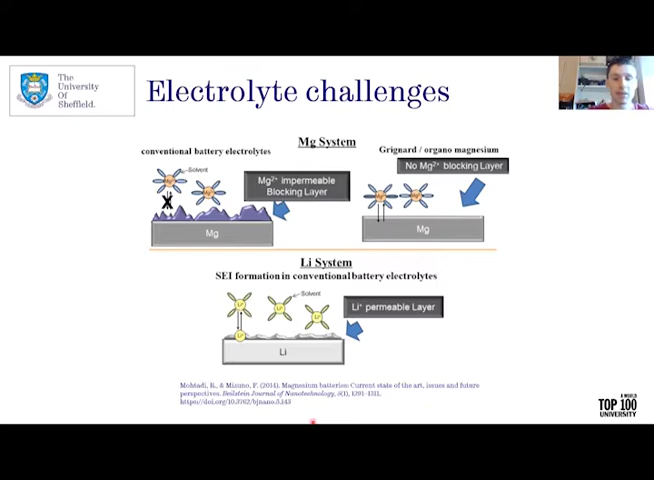 The
University
Of
Sheffield.
Electrolyte challenges
Mg System
conventional battery electrolytes
Grignard / organo magnesium
Solvent
Mg2+ impermeable
Blocking Layer
No Mg2+ blocking Layer
Mg
Mg
Li System
SEI formation in conventional battery electrolytes
Solvent
Li+ permeable Layer
Li
Mohtadi, R., & Mizuno, F. (2014). Magnesium batteries: Current state of the art, issues and future
perspectives. Beilstein Journal of Nanotechnology, 5(1), 1291–1311.
https://doi.org/10.3762/bjnano.5.143
A WORLD
TOP 100
UNIVERSITY